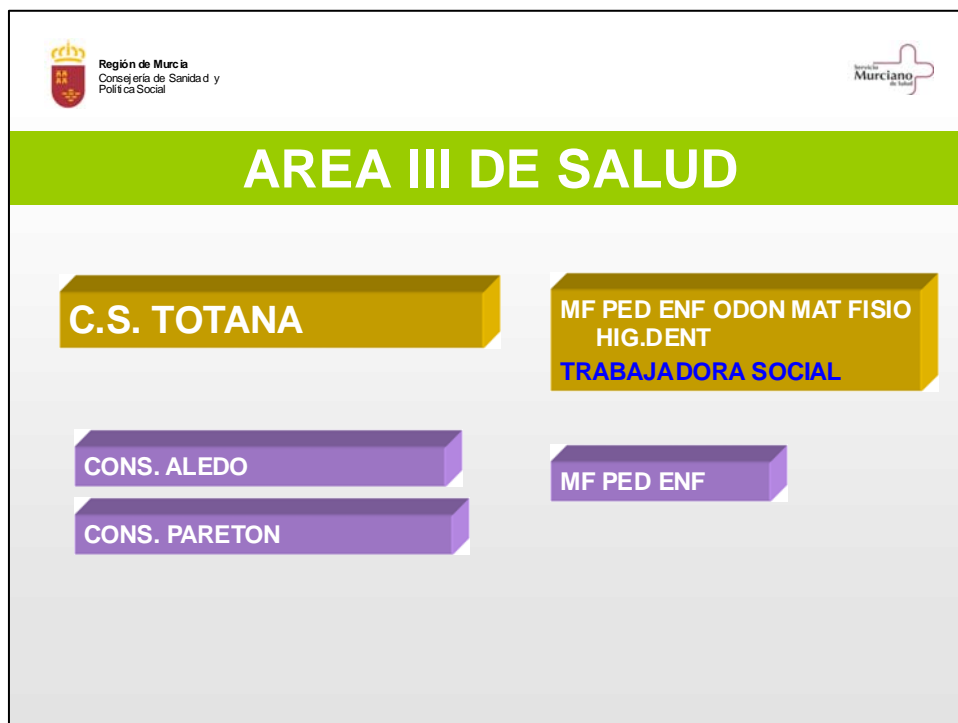 Región de Murcia
Consejería de Sanidad y
Política Social
Servicio
Murciano
de Salud
AREA III DE SALUD
C.S. TOTANA
MF PED ENF ODON MAT FISIO
HIG.DENT
TRABAJADORA SOCIAL
CONS. ALEDO
MF PED ENF
CONS. PARETON